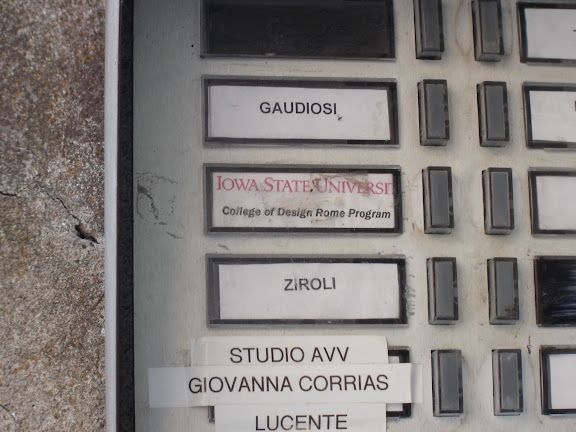 GAUDIOSI
IOWA STATE UNIVERSI
College of Design Rome Program
ZIROLI
STUDIO AVV
GIOVANNA CORRIAS
LUCENTE